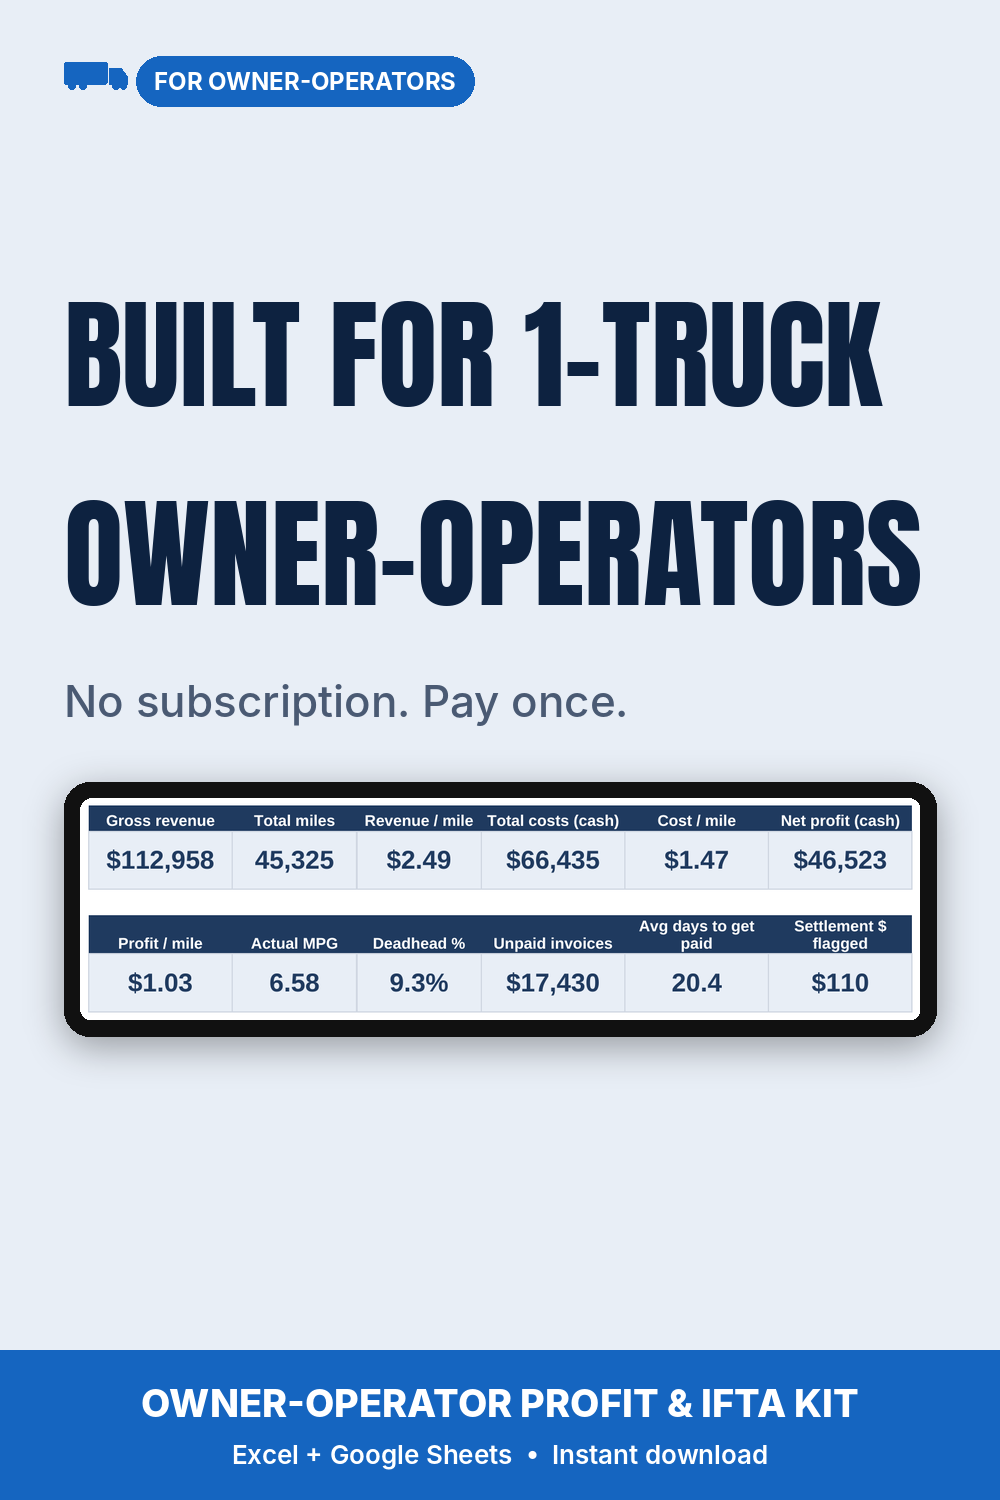 FOR OWNER-OPERATORS
BUILT FOR 1-TRUCK
OWNER-OPERATORS
No subscription. Pay once.
Gross revenue Total miles Revenue / mile Total costs (cash) Cost / mile Net profit (cash)
$112,958 45,325 $2.49 $66,435 $1.47 $46,523
Profit / mile Actual MPG Deadhead % Unpaid invoices Avg days to get paid Settlement $ flagged
$1.03 6.58 9.3% $17,430 20.4 $110
OWNER-OPERATOR PROFIT & IFTA KIT
Excel + Google Sheets • Instant download